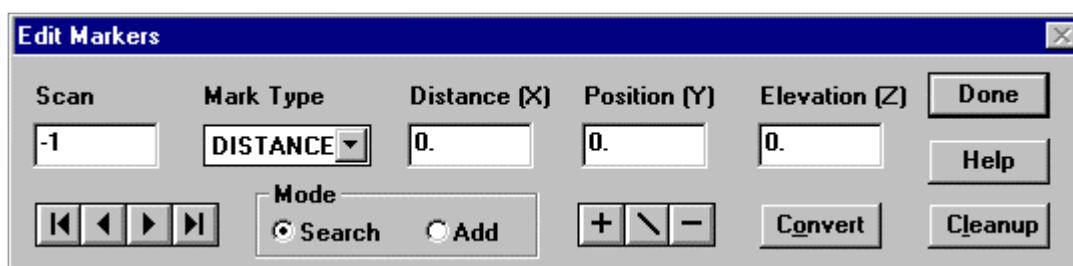 Edit Markers
Scan Mark Type Distance (X) Position (Y) Elevation (Z) Done
-1 DISTANCE 0. 0. 0.
Help
Mode
Search Add + \ − Convert Cleanup